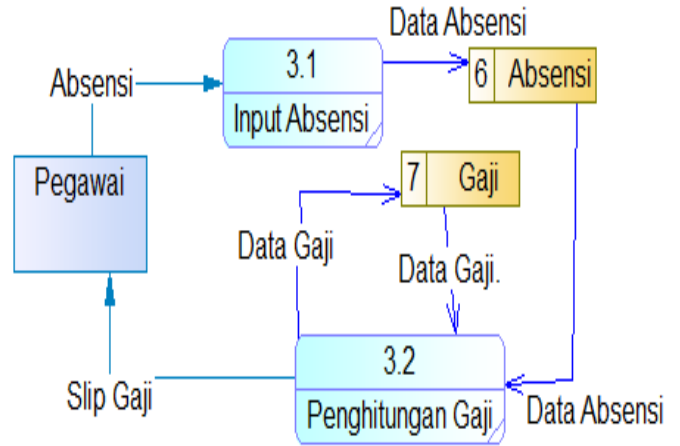 Data Absensi
3.1
6 Absensi
Absensi
Input Absensi
7 Gaji
Pegawai
Data Gaji
Data Gaji.
3.2
Slip Gaji
Penghitungan Gaji
Data Absensi